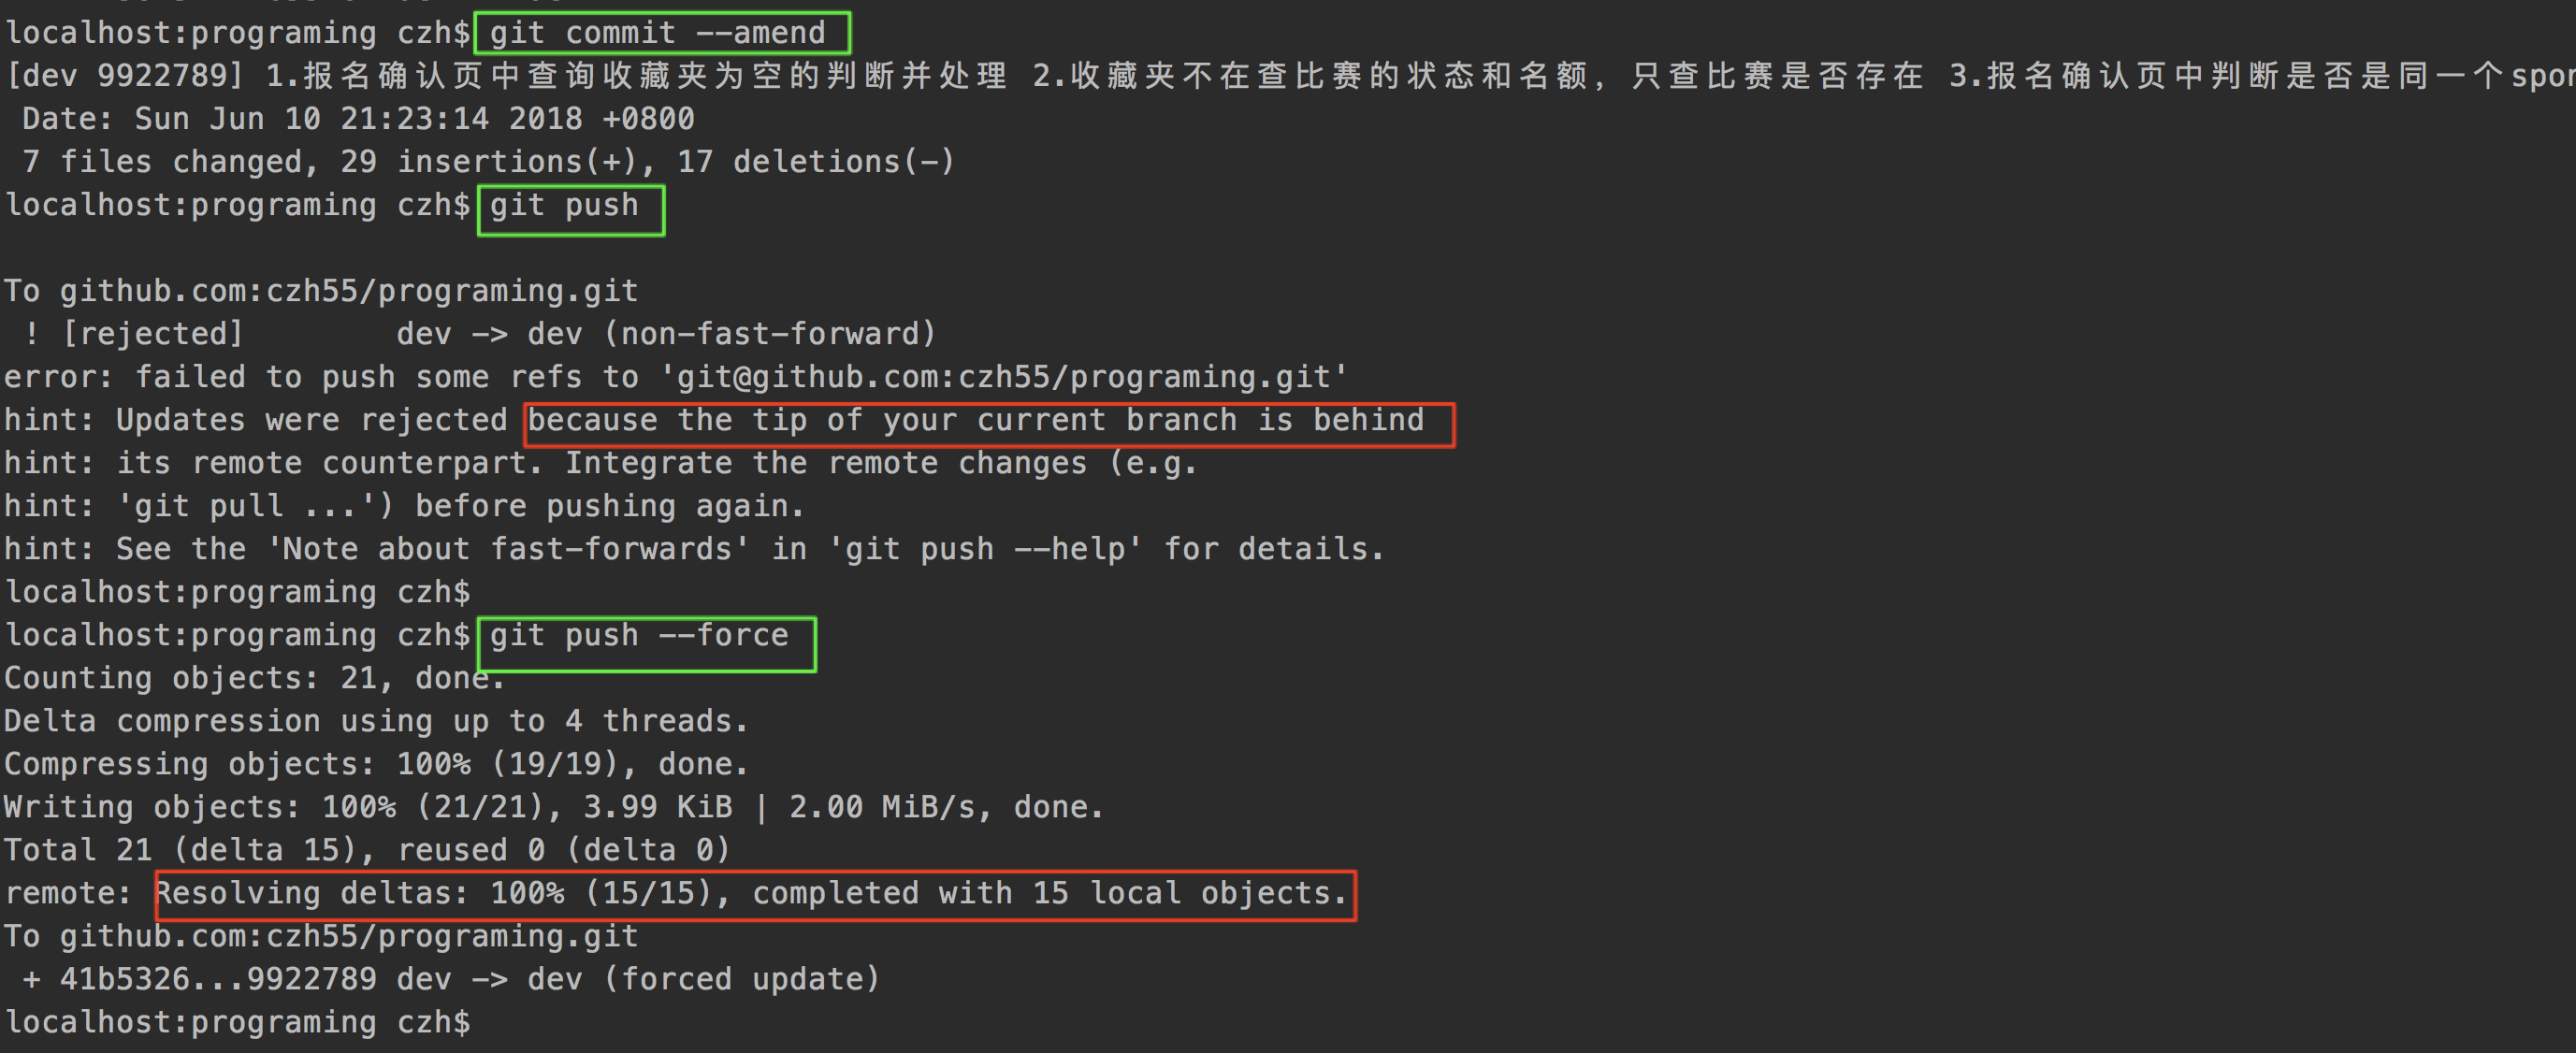 localhost:programing czh$ git commit --amend
[dev 9922789] 1.报名确认页中查询收藏夹为空的判断并处理 2.收藏夹不在查比赛的状态和名额, 只查比赛是否存在 3.报名确认页中判断是否是同一个spor
 Date: Sun Jun 10 21:23:14 2018 +0800
 7 files changed, 29 insertions(+), 17 deletions(-)
localhost:programing czh$ git push
To github.com:czh55/programing.git
 ! [rejected]        dev -> dev (non-fast-forward)
error: failed to push some refs to 'git@github.com:czh55/programing.git'
hint: Updates were rejected because the tip of your current branch is behind
hint: its remote counterpart. Integrate the remote changes (e.g.
hint: 'git pull ...') before pushing again.
hint: See the 'Note about fast-forwards' in 'git push --help' for details.
localhost:programing czh$
localhost:programing czh$ git push --force
Counting objects: 21, done.
Delta compression using up to 4 threads.
Compressing objects: 100% (19/19), done.
Writing objects: 100% (21/21), 3.99 KiB | 2.00 MiB/s, done.
Total 21 (delta 15), reused 0 (delta 0)
remote: Resolving deltas: 100% (15/15), completed with 15 local objects.
To github.com:czh55/programing.git
 + 41b5326...9922789 dev -> dev (forced update)
localhost:programing czh$